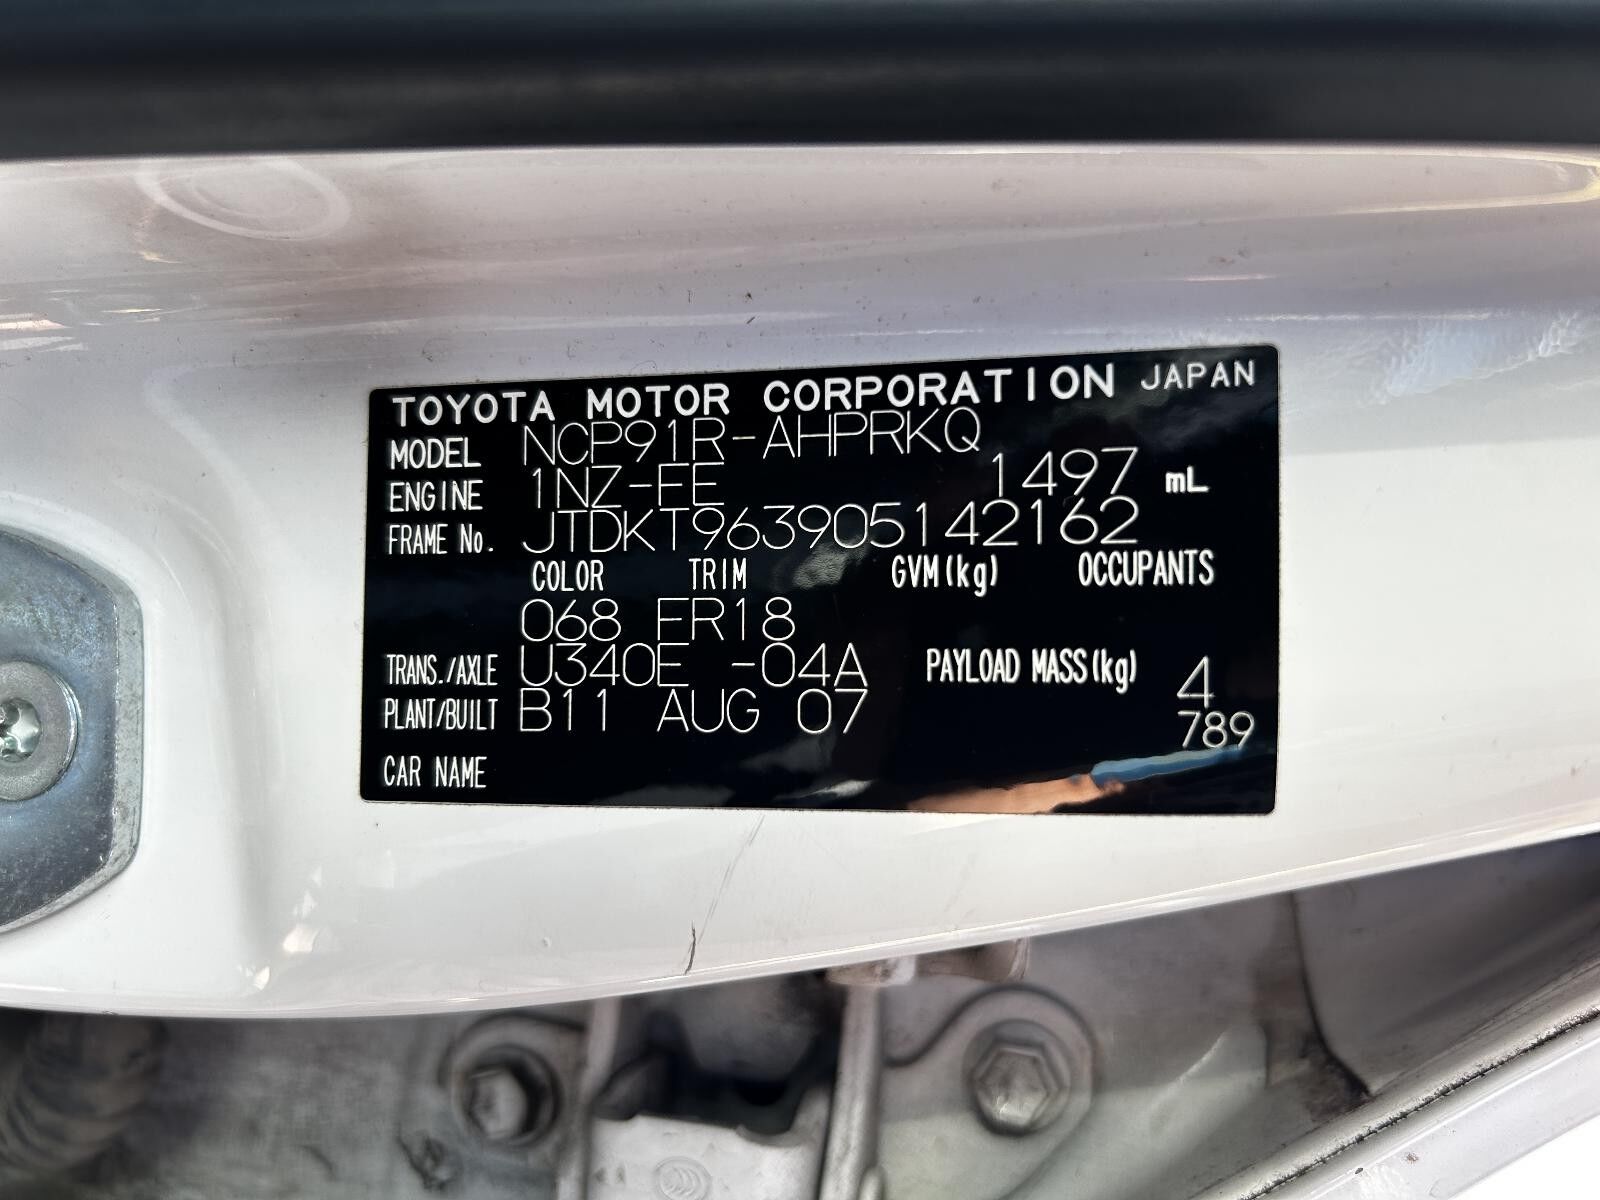 TOYOTA MOTOR CORPORATION JAPAN
MODEL NCP91R-AHPRKQ
ENGINE 1NZ-FE 1497 mL
FRAME No. JTDKT963905142162
COLOR TRIM GVM(kg) OCCUPANTS
068 FR18
TRANS./AXLE U340E -04A PAYLOAD MASS(kg) 4
PLANT/BUILT B11 AUG 07 789
CAR NAME